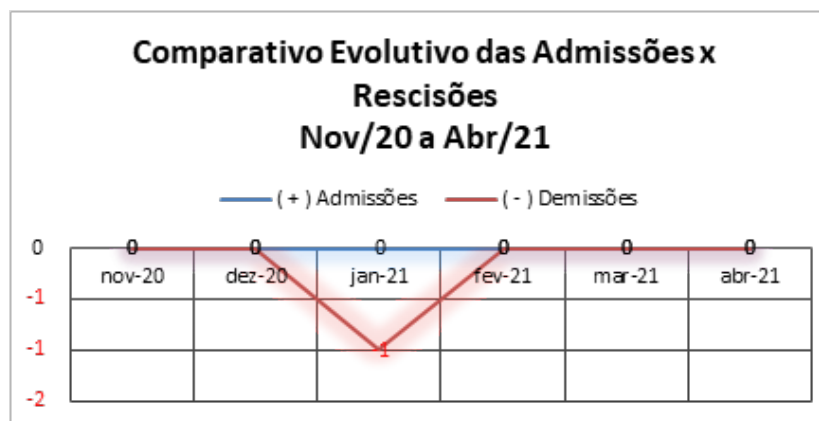 Comparativo Evolutivo das Admissões x
Rescisões
Nov/20 a Abr/21
( + ) Admissões ( - ) Demissões
0 0 0 0 0 0 0
nov-20 dez-20 jan-21 fev-21 mar-21 abr-21
-1
-1 -1
-2